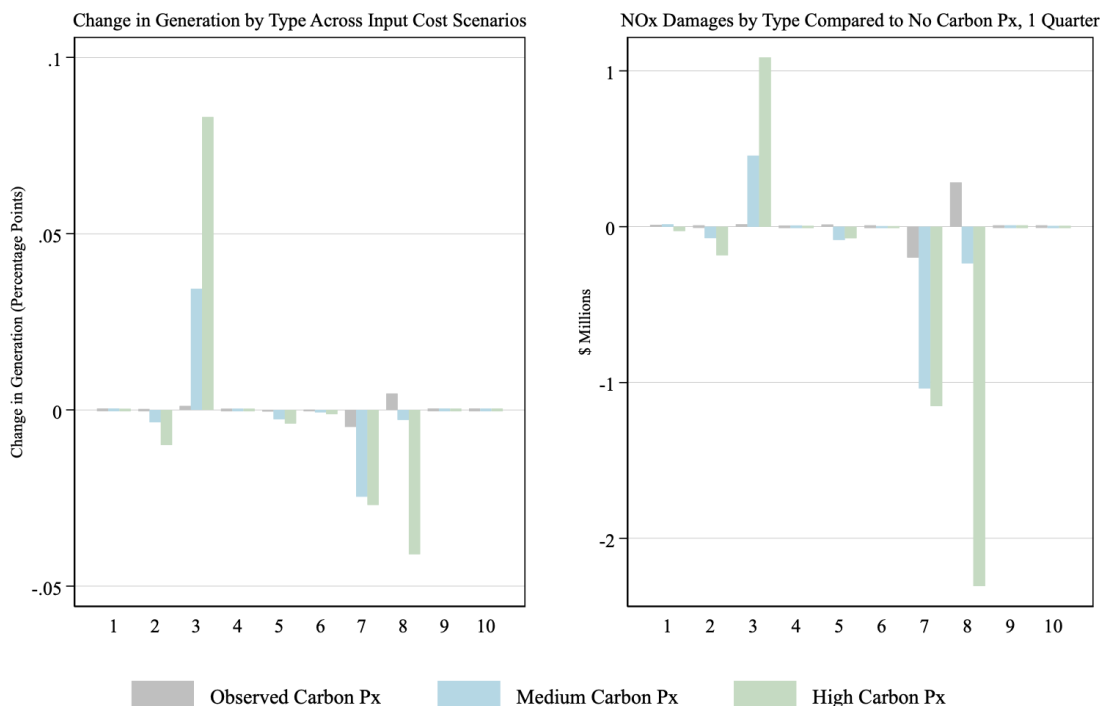 Change in Generation by Type Across Input Cost Scenarios
Change in Generation (Percentage Points)
.1
.05
0
-.05
1 2 3 4 5 6 7 8 9 10
NOx Damages by Type Compared to No Carbon Px, 1 Quarter
$ Millions
1
0
-1
-2
1 2 3 4 5 6 7 8 9 10
Observed Carbon Px
Medium Carbon Px
High Carbon Px